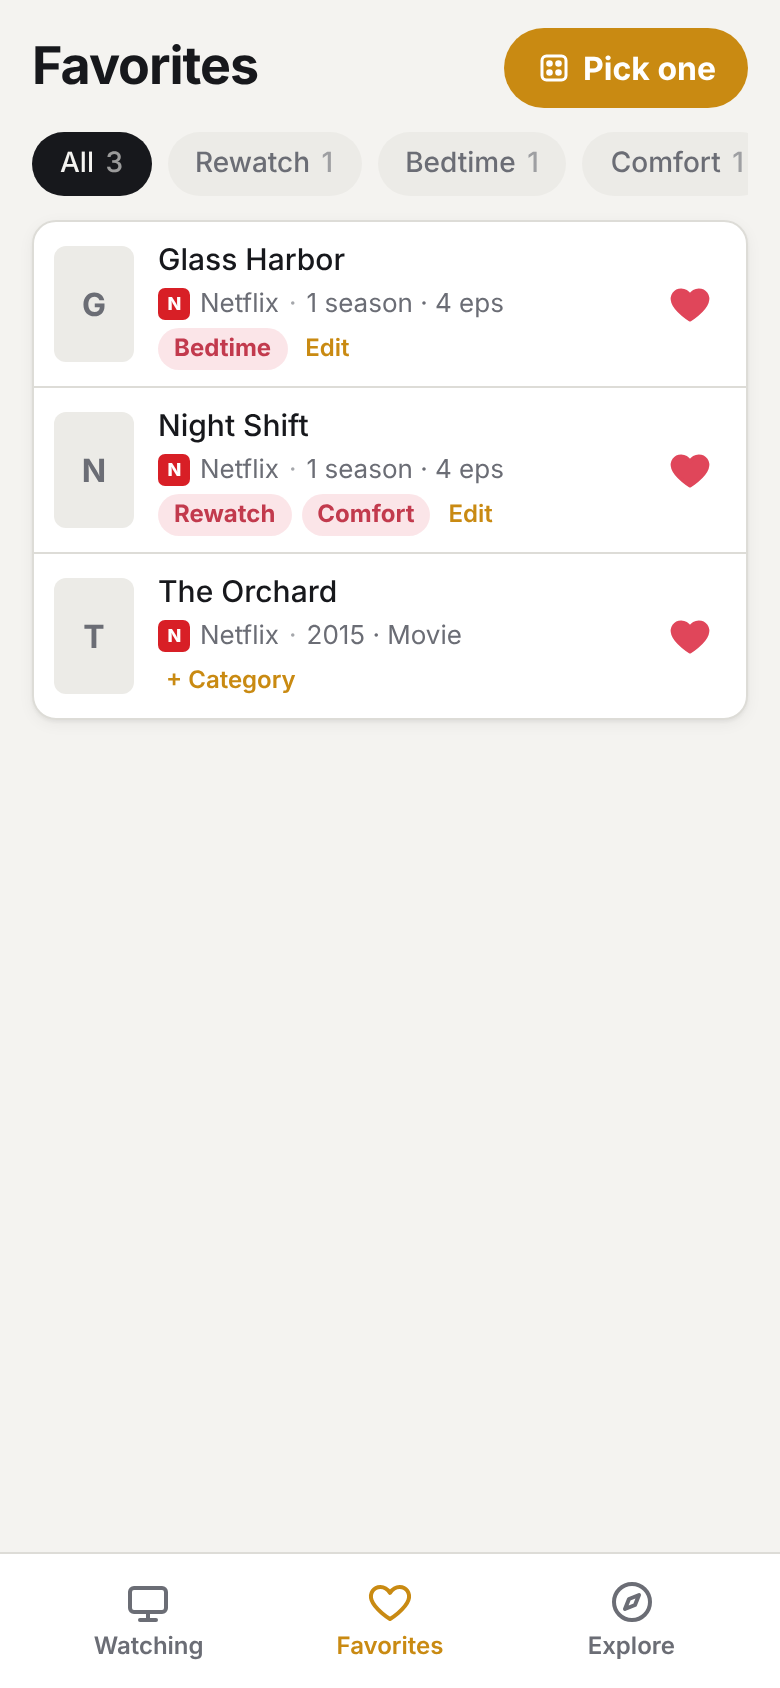 Favorites
Pick one
All 3 Rewatch 1 Bedtime 1 Comfort 1
G
Glass Harbor
N Netflix · 1 season · 4 eps
Bedtime Edit
N
Night Shift
N Netflix · 1 season · 4 eps
Rewatch Comfort Edit
T
The Orchard
N Netflix · 2015 · Movie
+ Category
Watching Favorites Explore